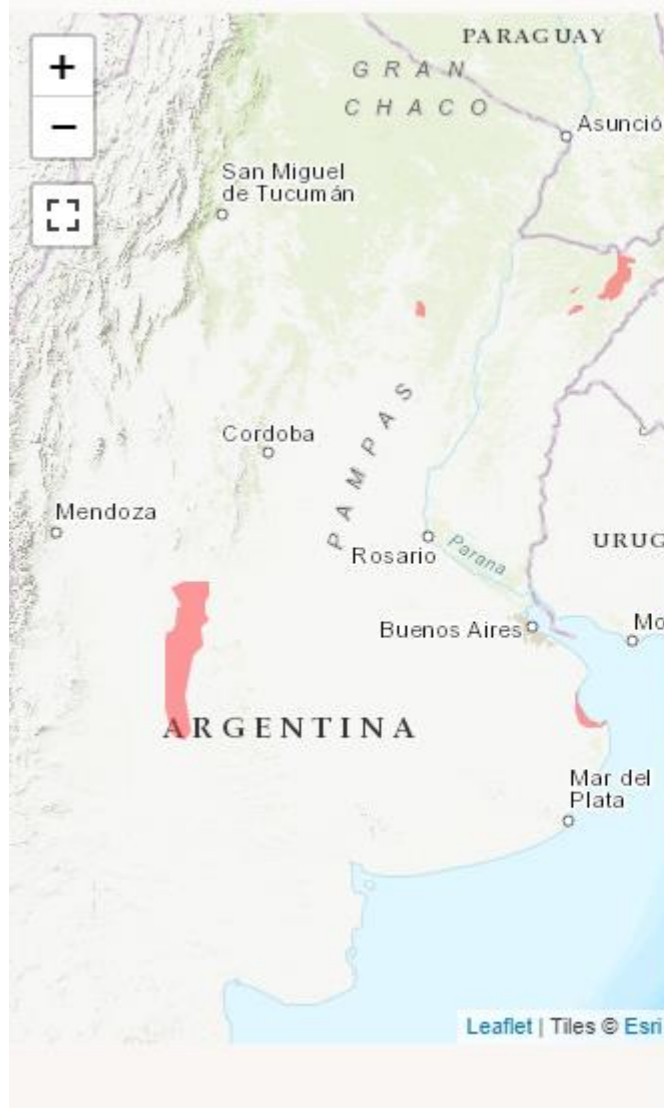 PARAGUAY
+
GRAN
CHACO
−
Asunció
San Miguel
de Tucumán
PAMPAS
Cordoba
Mendoza
Rosario
Parana
URUG
Buenos Aires
Mo
ARGENTINA
Mar del
Plata
Leaflet | Tiles © Esri